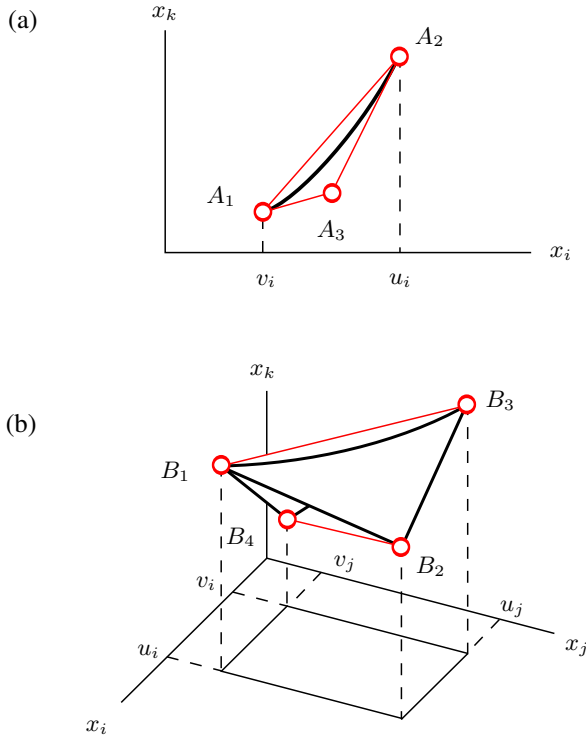 (a)
x_k
A_2
A_1
A_3
x_i
v_i
u_i
x_k
(b)
B_3
B_1
B_4
B_2
v_j
v_i
u_j
u_i
x_j
x_i